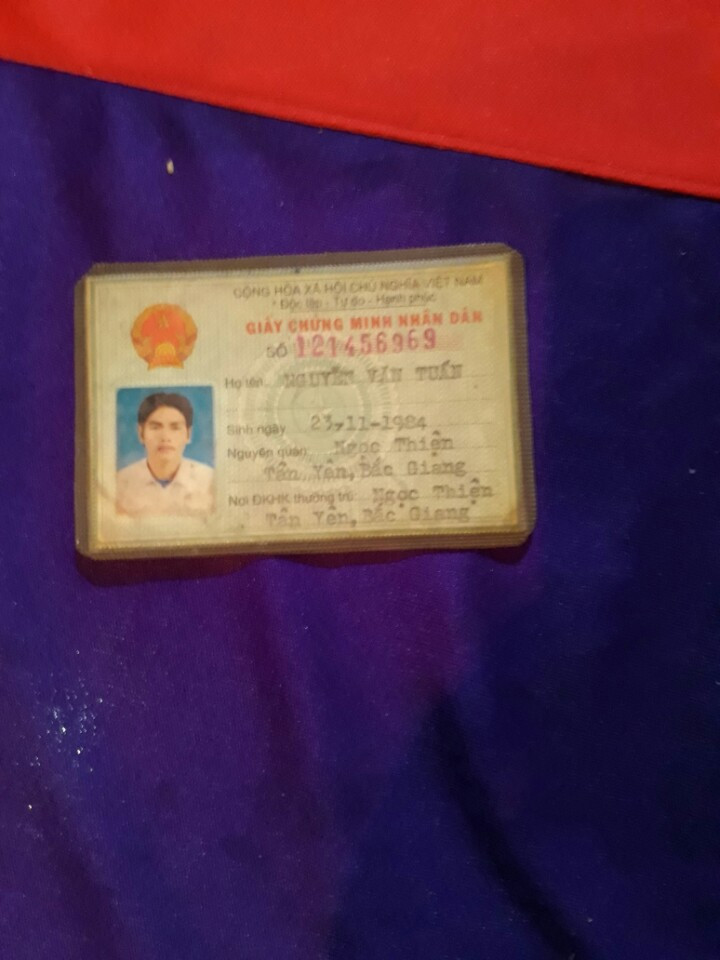 CỘNG HÒA XÃ HỘI CHỦ NGHĨA VIỆT NAM
Độc lập - Tự do - Hạnh phúc
GIẤY CHỨNG MINH NHÂN DÂN
SỐ 121456969
Họ tên NGUYỄN VĂN TUẤN
Sinh ngày 23-11-1984
Nguyên quán Ngọc Thiện
Tân Yên, Bắc Giang
Nơi ĐKHK thường trú Ngọc Thiện
Tân Yên, Bắc Giang